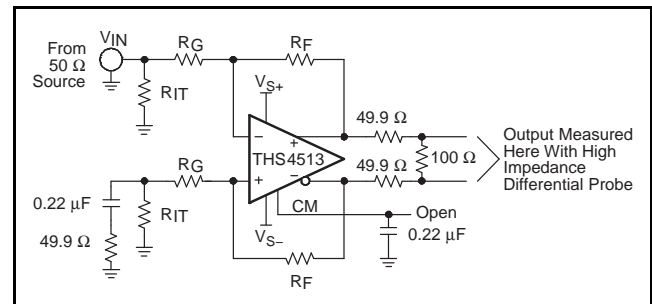 From
50 Ω
Source
VIN
RG
RF
RIT
VS+
49.9 Ω
THS4513
100 Ω
49.9 Ω
Output Measured
Here With High
Impedance
Differential Probe
RG
0.22 µF
RIT
49.9 Ω
CM
VS−
Open
0.22 µF
RF
− 
+
+
−